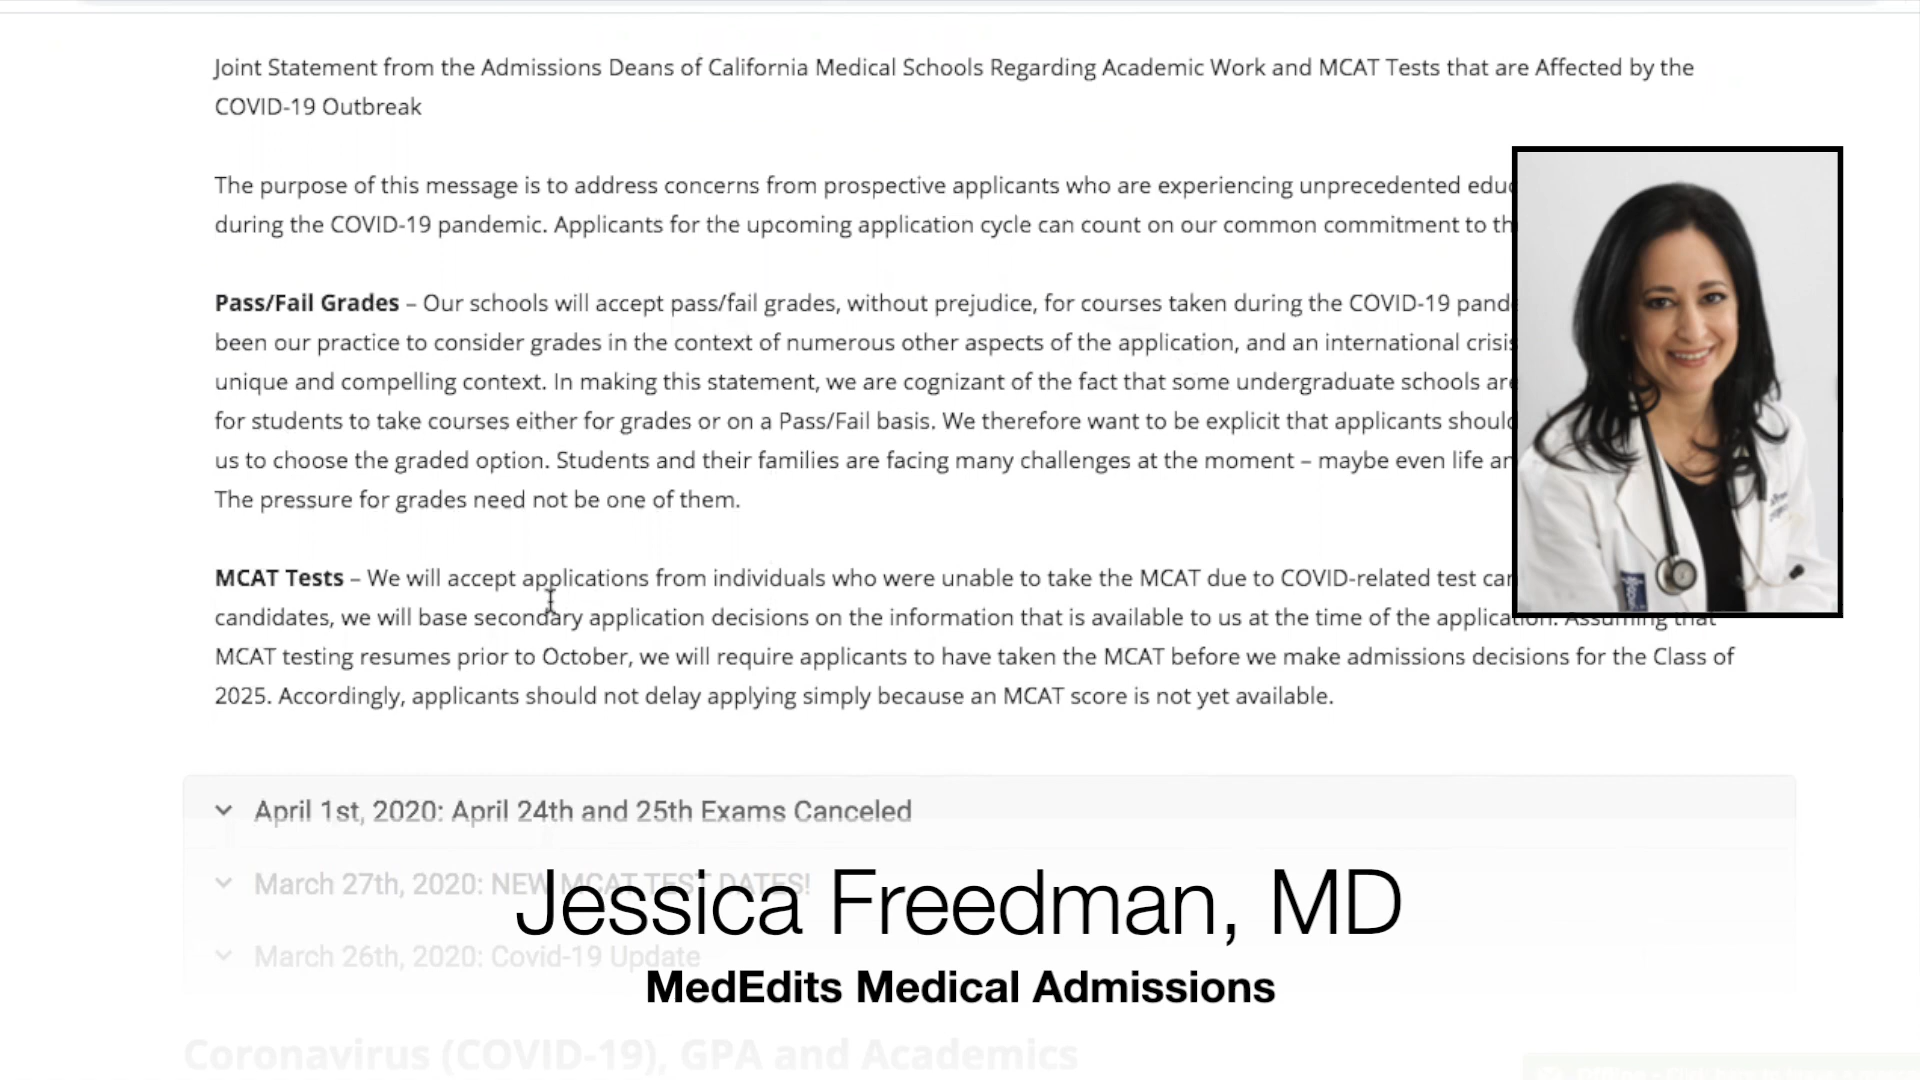 Joint Statement from the Admissions Deans of California Medical Schools Regarding Academic Work and MCAT Tests that are Affected by the
COVID-19 Outbreak
The purpose of this message is to address concerns from prospective applicants who are experiencing unprecedented
during the COVID-19 pandemic. Applicants for the upcoming application cycle can count on our common commitment to
Pass/Fail Grades – Our schools will accept pass/fail grades, without prejudice, for courses taken during the COVID-19
been our practice to consider grades in the context of numerous other aspects of the application, and an international
unique and compelling context. In making this statement, we are cognizant of the fact that some undergraduate schools
for students to take courses either for grades or on a Pass/Fail basis. We therefore want to be explicit that applicants
us to choose the graded option. Students and their families are facing many challenges at the moment – maybe even life
The pressure for grades need not be one of them.
MCAT Tests – We will accept applications from individuals who were unable to take the MCAT due to COVID-related test
candidates, we will base secondary application decisions on the information that is available to us at the time of the application. Assuming that
MCAT testing resumes prior to October, we will require applicants to have taken the MCAT before we make admissions decisions for the Class of
2025. Accordingly, applicants should not delay applying simply because an MCAT score is not yet available.
April 1st, 2020: April 24th and 25th Exams Canceled
March 27th, 2020: NEW MCAT TEST DATES!
Jessica Freedman, MD
March 26th, 2020: Covid-19 Update
MedEdits Medical Admissions
Coronavirus (COVID-19), GPA and Academics